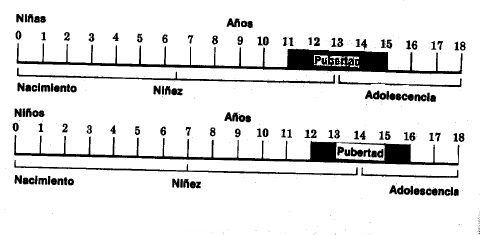 Niñas
Años
0 1 2 3 4 5 6 7 8 9 10 11 12 13 14 15 16 17 18
Pubertad
Nacimiento Niñez Adolescencia
Niños
Años
0 1 2 3 4 5 6 7 8 9 10 11 12 13 14 15 16 17 18
Pubertad
Nacimiento Niñez Adolescencia